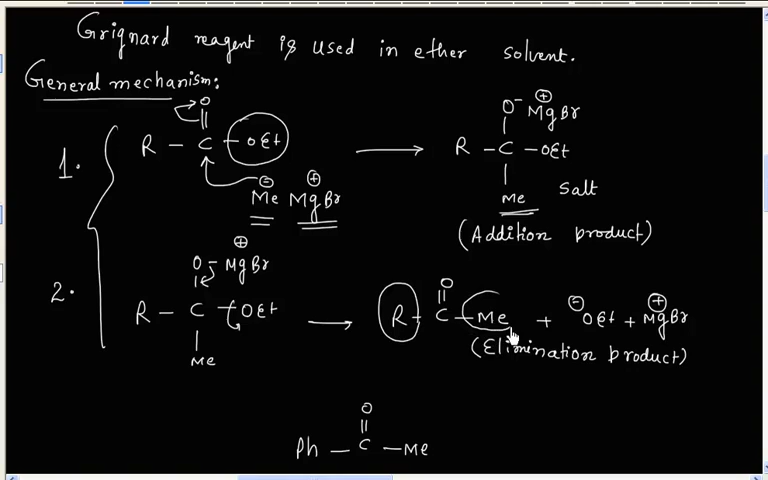 Grignard reagent is used in ether solvent.
General mechanism:
1.
O
R - C - OEt
⊖ ⊕
Me MgBr
→
O⁻ ⊕ MgBr
R - C - OEt
Me Salt
(Addition product)
2.
⊕
O - MgBr
R - C - OEt
Me
→
O
R - C - Me + ⊖OEt + ⊕MgBr
(Elimination product)
O
Ph - C - Me